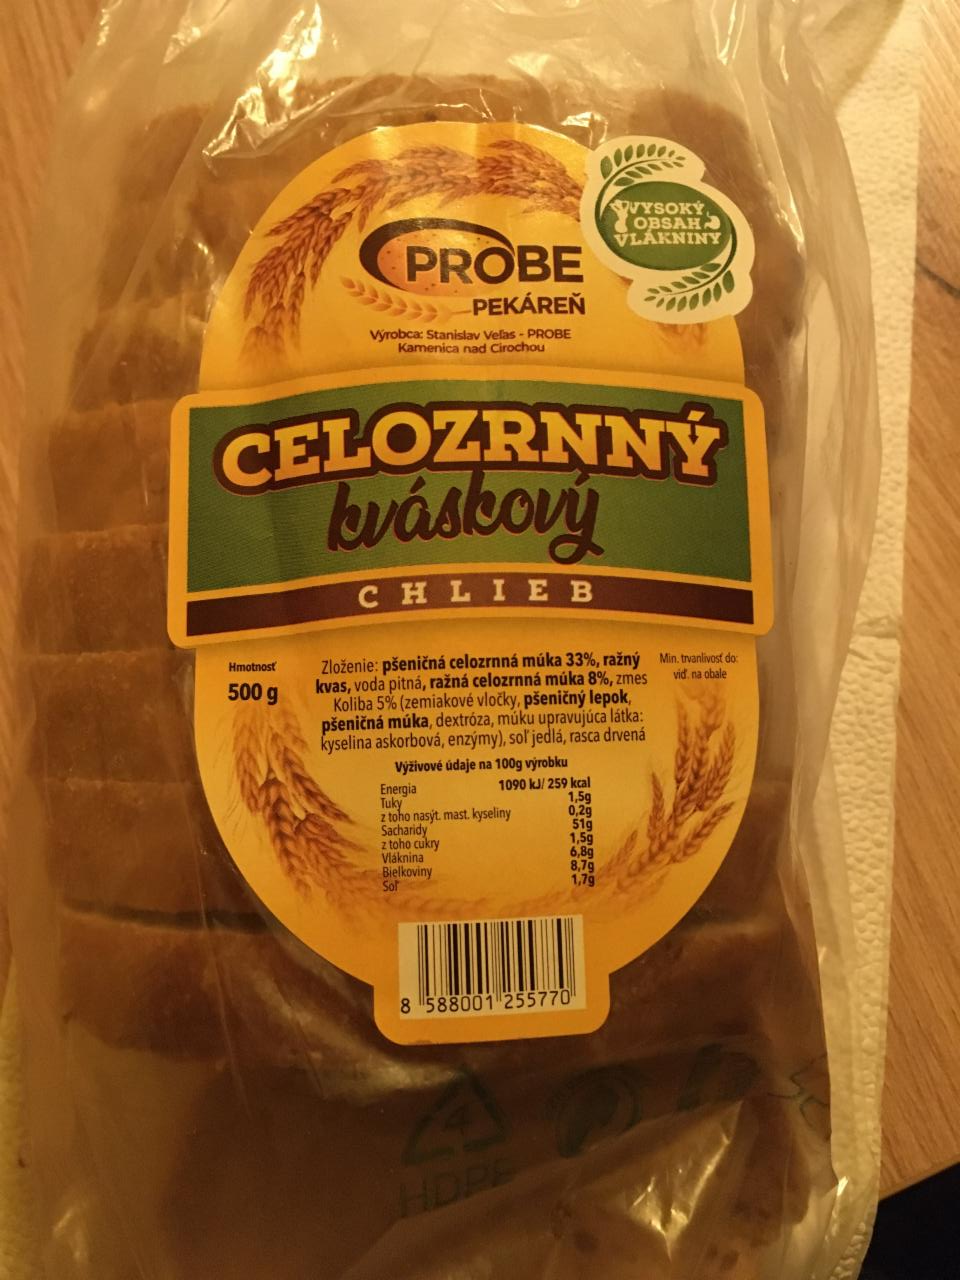 PROBE
PEKÁREŇ
Výrobca: Stanislav Veľas - PROBE
Kamenica nad Cirochou
VYSOKÝ
OBSAH
VLÁKNINY
CELOZRNNÝ
kváskový
CHLIEB
Hmotnosť
500 g
Zloženie: pšeničná celozrnná múka 33%, ražný
kvas, voda pitná, ražná celozrnná múka 8%, zmes
Koliba 5% (zemiakové vločky, pšeničný lepok,
pšeničná múka, dextróza, múku upravujúca látka:
kyselina askorbová, enzýmy), soľ jedlá, rasca drvená
Min. trvanlivosť do:
viď. na obale
Výživové údaje na 100g výrobku
Energia 1090 kJ/ 259 kcal
Tuky 1,5g
z toho nasýt. mast. kyseliny 0,2g
Sacharidy 51g
z toho cukry 1,5g
Vláknina 6,8g
Bielkoviny 8,7g
Soľ 1,7g
8 588001 255770
4
HDPE